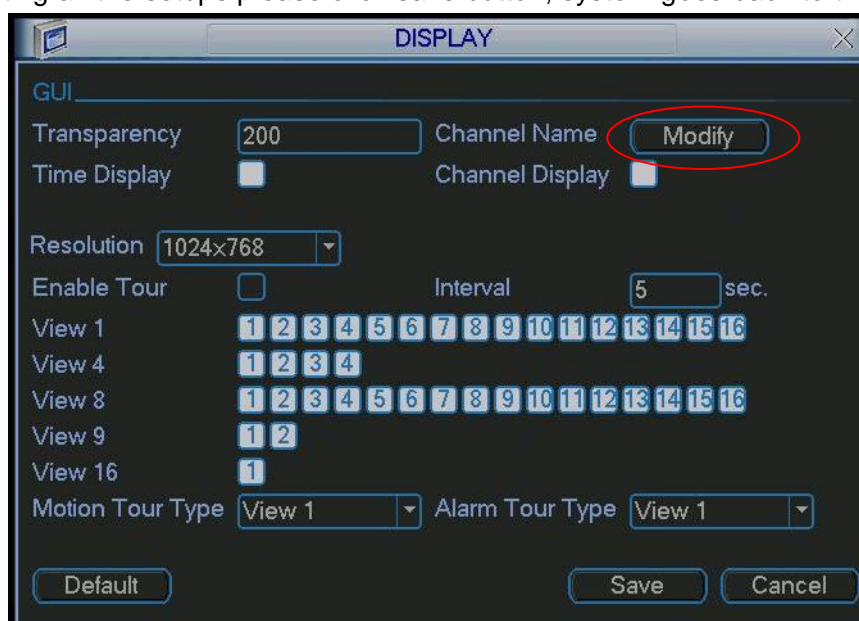 DISPLAY
GUI
Transparency 200 Channel Name Modify
Time Display Channel Display
Resolution 1024×768
Enable Tour Interval 5 sec.
View 1 1 2 3 4 5 6 7 8 9 10 11 12 13 14 15 16
View 4 1 2 3 4
View 8 1 2 3 4 5 6 7 8 9 10 11 12 13 14 15 16
View 9 1 2
View 16 1
Motion Tour Type View 1 Alarm Tour Type View 1
Default Save Cancel